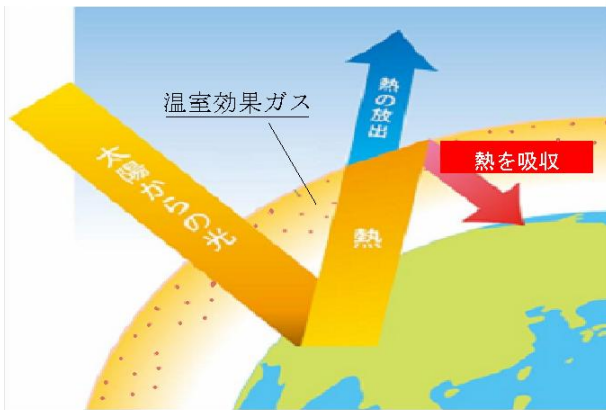 温室効果ガス
熱の放出
熱を吸収
太陽からの光
熱